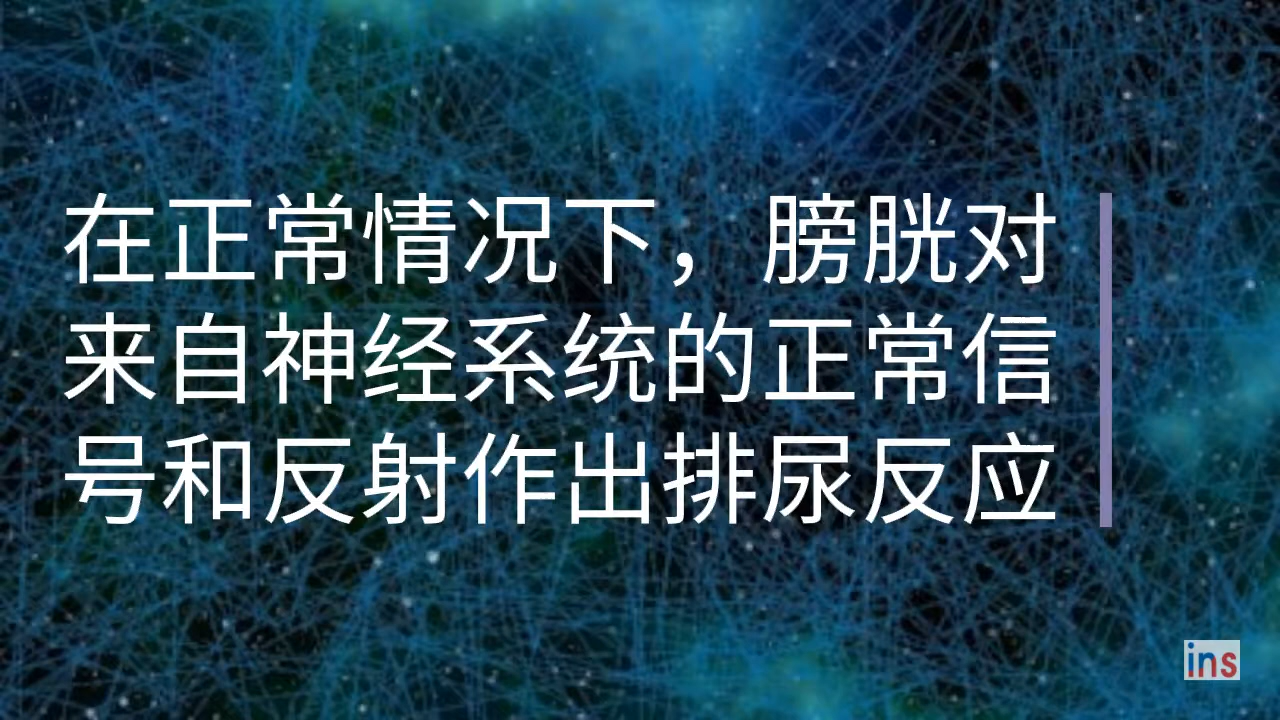 在正常情况下，膀胱对
来自神经系统的正常信
号和反射作出排尿反应
ins